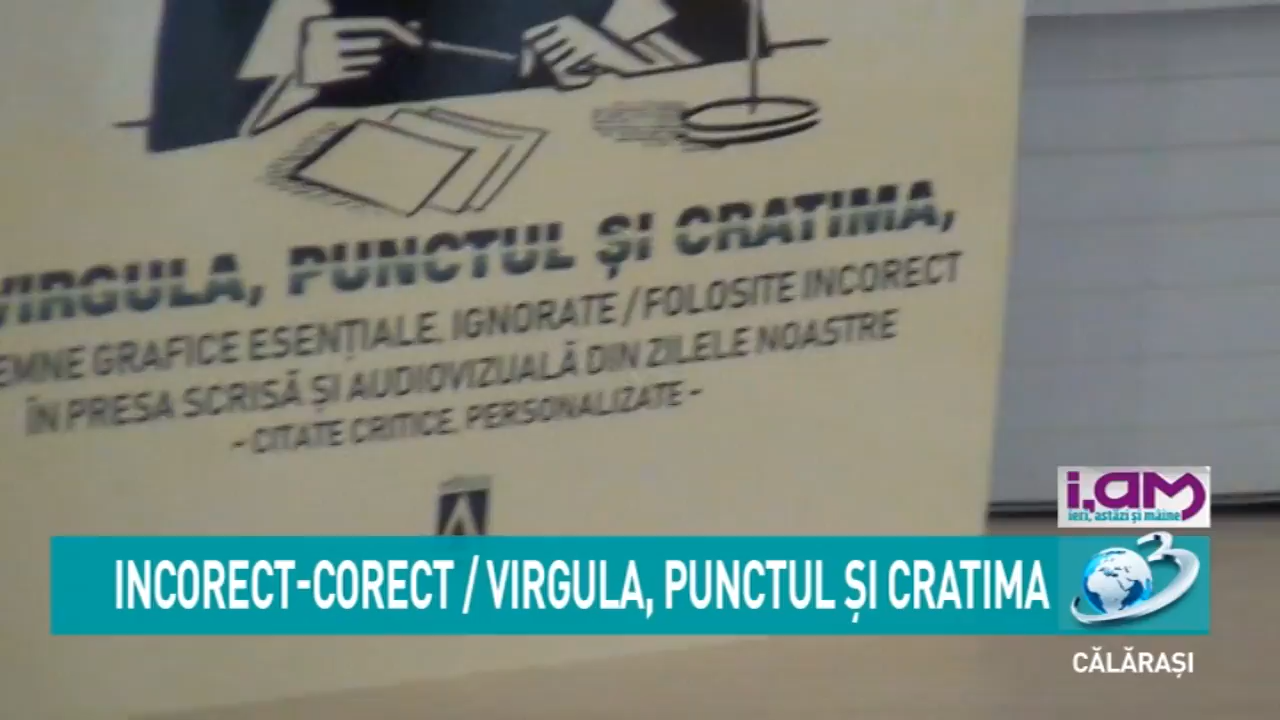 VIRGULA, PUNCTUL ȘI CRATIMA,
SEMNE GRAFICE ESENȚIALE, IGNORATE / FOLOSITE INCORECT
ÎN PRESA SCRISĂ ȘI AUDIOVIZUALĂ DIN ZILELE NOASTRE
- CITATE CRITICE, PERSONALIZATE -
i,am
ieri, astăzi și mâine
INCORECT-CORECT / VIRGULA, PUNCTUL ȘI CRATIMA
3
CĂLĂRAȘI